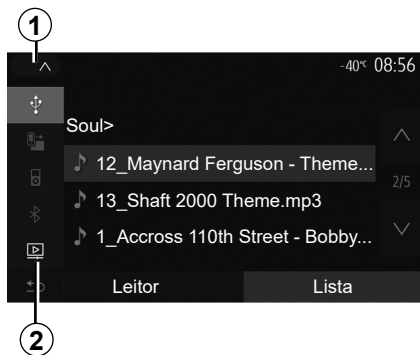 1
-40°C 08:56
Soul>
12_Maynard Ferguson - Theme...
2/5
13_Shaft 2000 Theme.mp3
1_Accross 110th Street - Bobby...
Leitor Lista
2